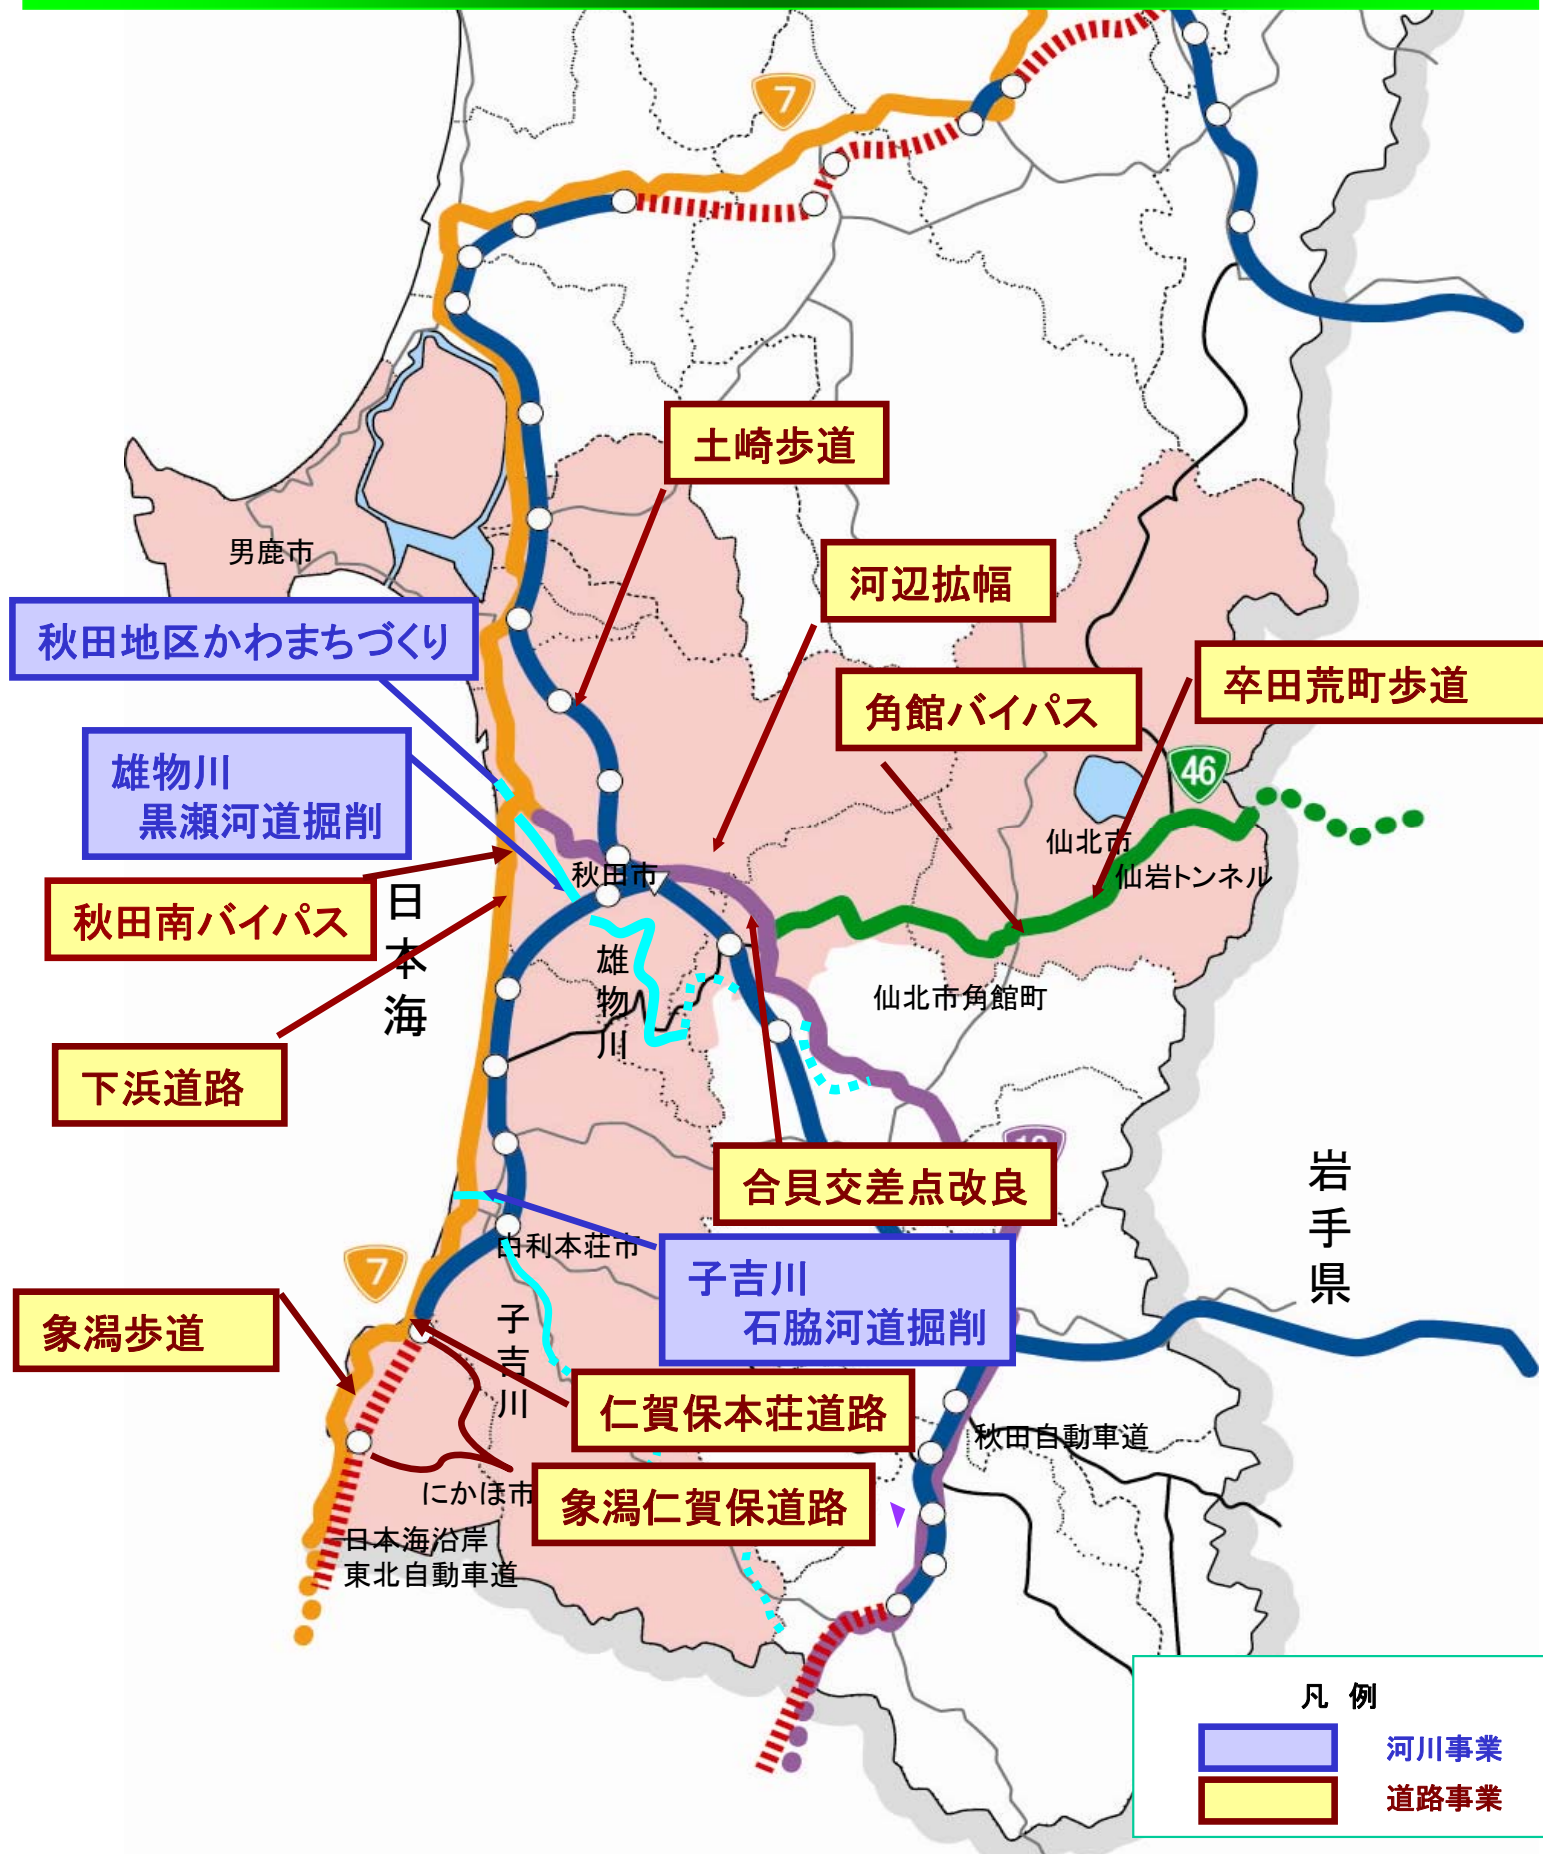 7
土崎歩道
男鹿市
河辺拡幅
秋田地区かわまちづくり
卒田荒町歩道
角館バイパス
雄物川
黒瀬河道掘削
46
仙北市
仙岩トンネル
秋田市
秋田南バイパス
日本海
雄物川
仙北市角館町
下浜道路
合貝交差点改良
岩手県
由利本荘市
7
子吉川
石脇河道掘削
象潟歩道
子吉川
仁賀保本荘道路
秋田自動車道
にかほ市
象潟仁賀保道路
日本海沿岸
東北自動車道
凡 例
河川事業
道路事業